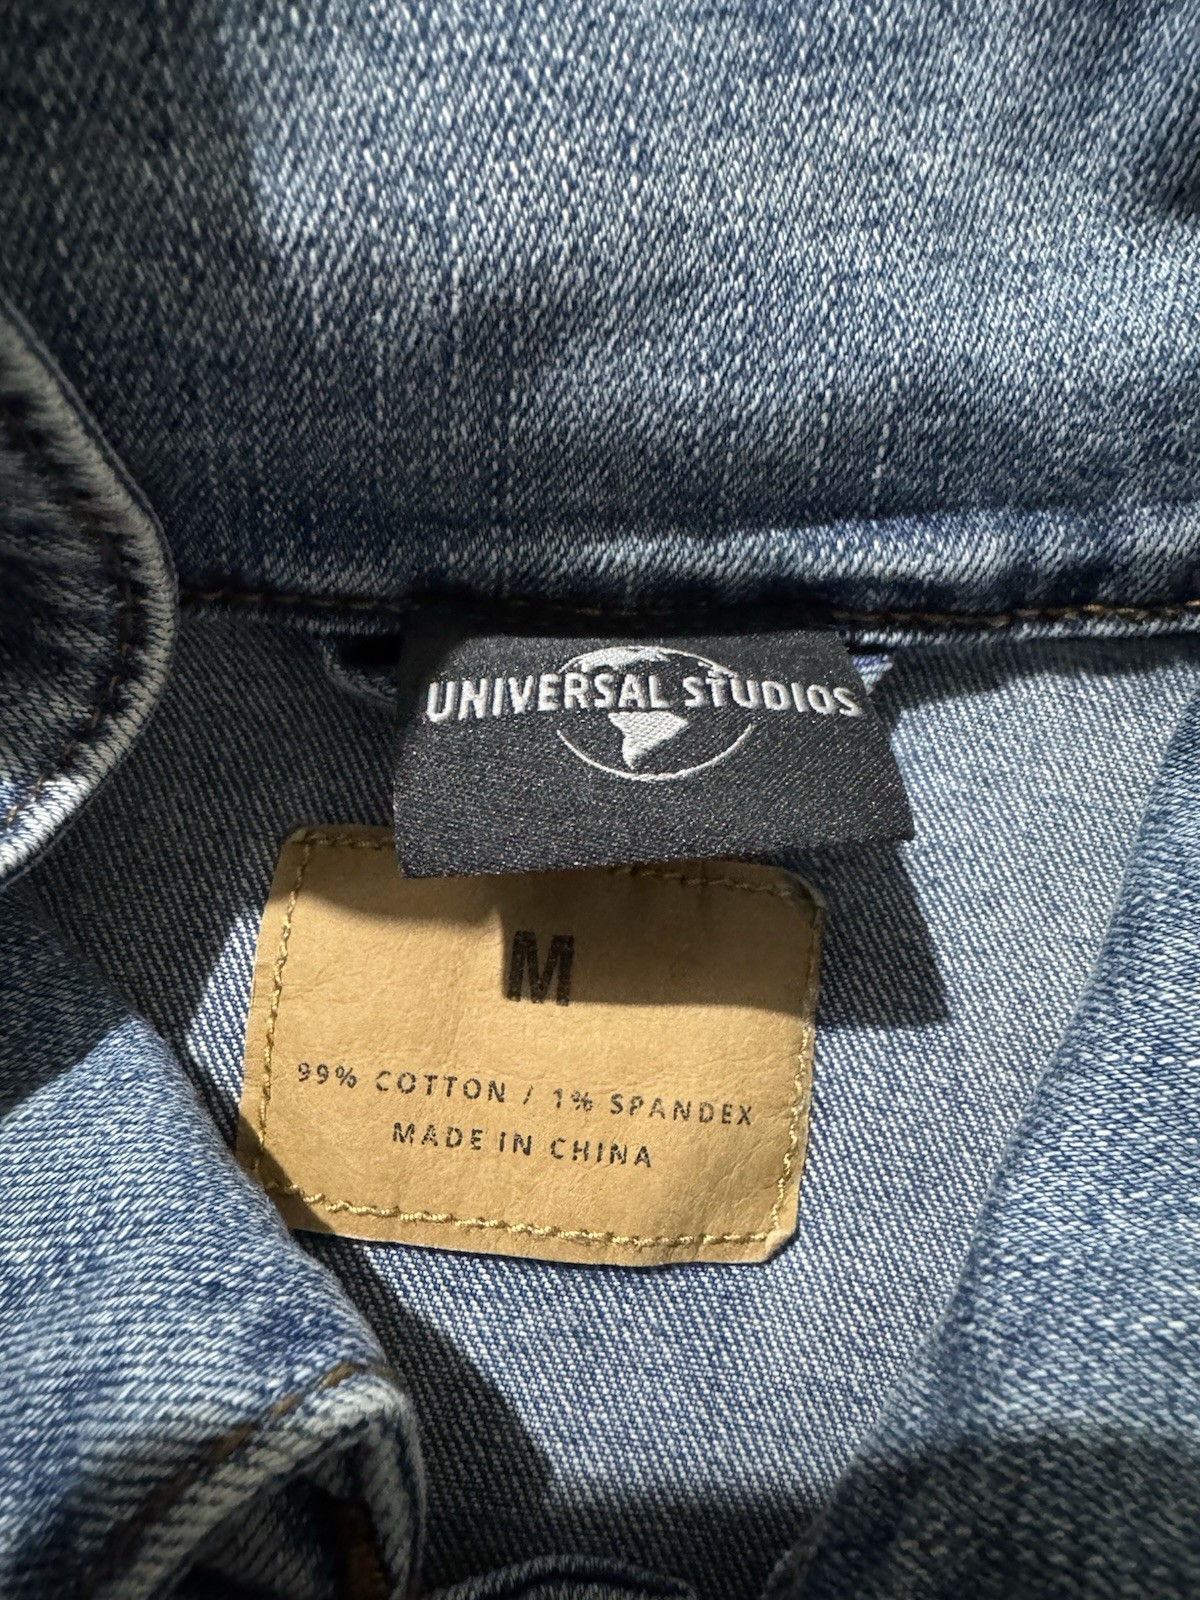 UNIVERSAL STUDIOS
M
99% COTTON / 1% SPANDEX
MADE IN CHINA